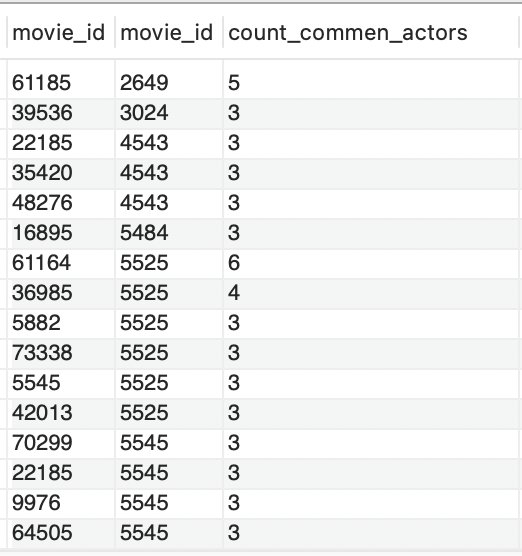 movie_id movie_id count_commen_actors
61185 2649 5
39536 3024 3
22185 4543 3
35420 4543 3
48276 4543 3
16895 5484 3
61164 5525 6
36985 5525 4
5882 5525 3
73338 5525 3
5545 5525 3
42013 5525 3
70299 5545 3
22185 5545 3
9976 5545 3
64505 5545 3